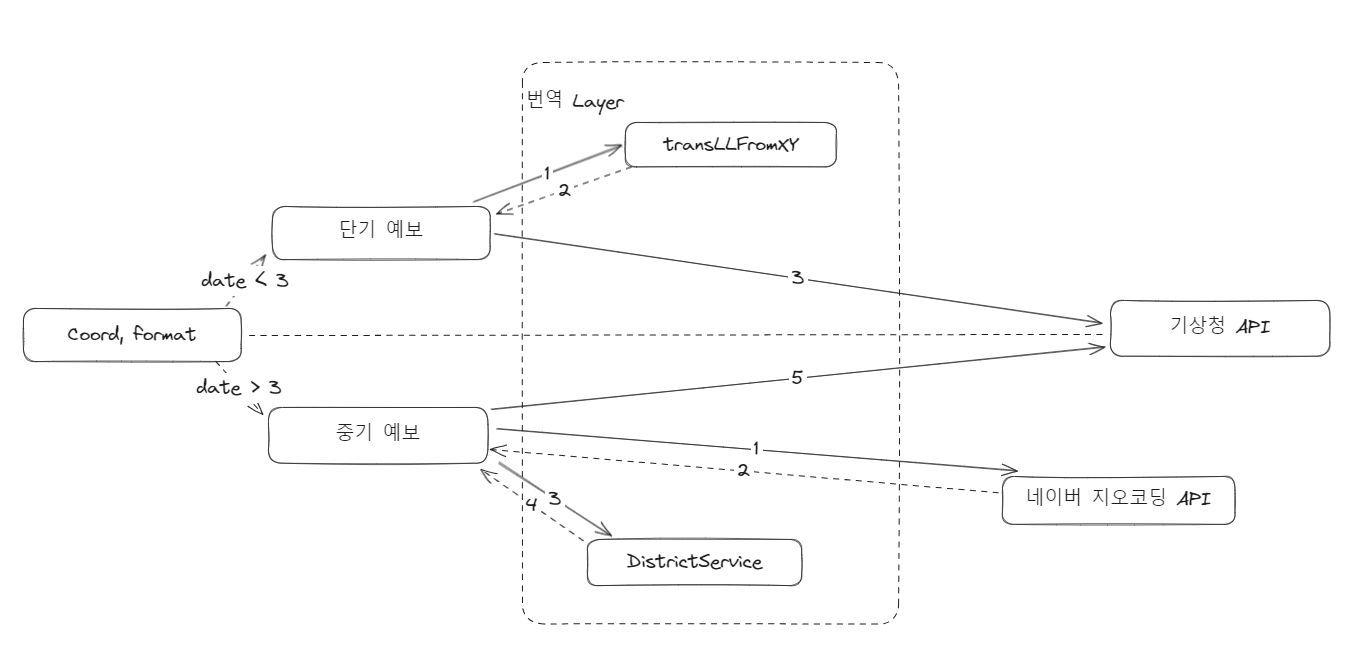 번역 Layer
transLLFromXY
1
2
단기 예보
date < 3
3
Coord, format
기상청 API
date > 3
5
중기 예보
1
2
3
4
네이버 지오코딩 API
DistrictService